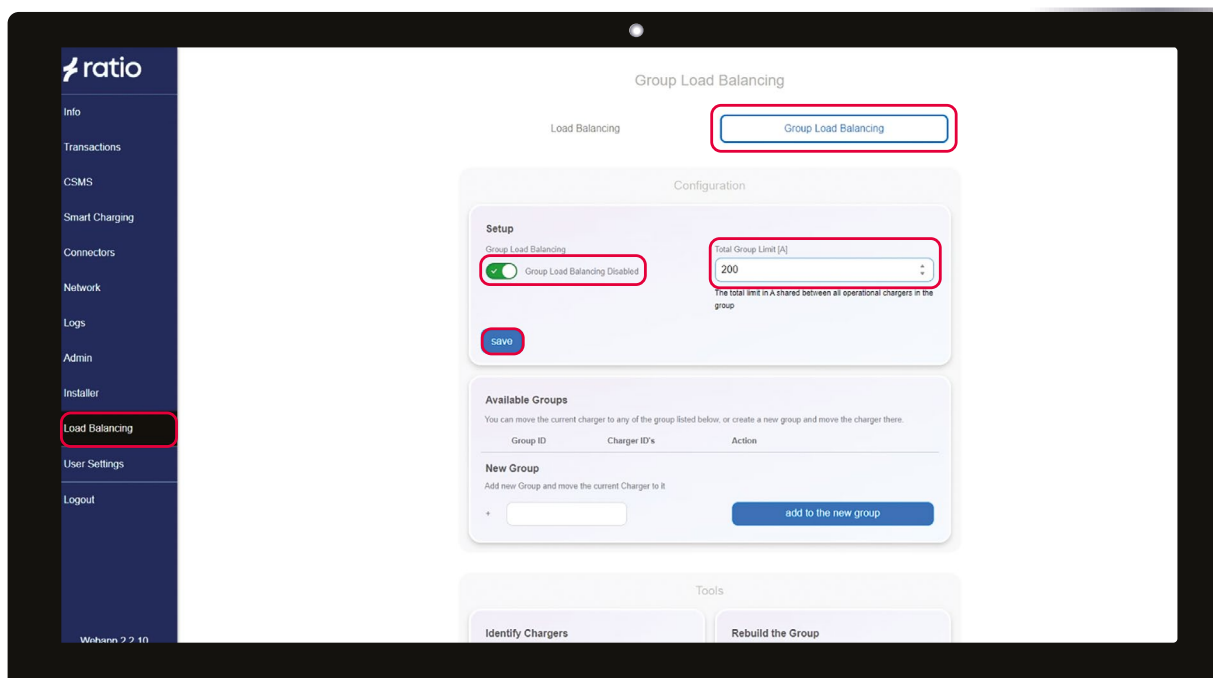 ratio
Info
Transactions
CSMS
Smart Charging
Connectors
Network
Logs
Admin
Installer
Load Balancing
User Settings
Logout
Webapp 2.2.10
Group Load Balancing
Load Balancing
Group Load Balancing
Configuration
Setup
Group Load Balancing
Group Load Balancing Disabled
Total Group Limit [A]
200
The total limit in A shared between all operational chargers in the
group
save
Available Groups
You can move the current charger to any of the group listed below, or create a new group and move the charger there.
Group ID Charger ID's Action
New Group
Add new Group and move the current Charger to it
+
add to the new group
Tools
Identify Chargers
Rebuild the Group